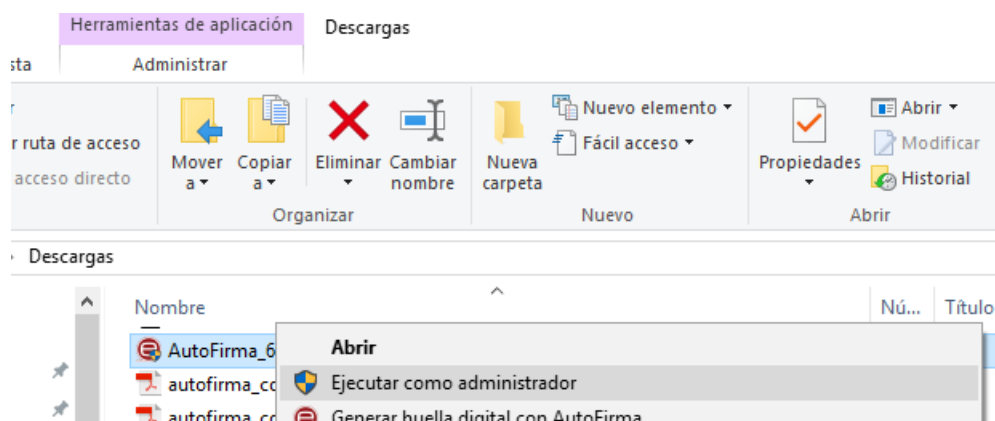 Herramientas de aplicación Descargas
sta Administrar
r ruta de acceso
acceso directo
Mover a
Copiar a
Eliminar
Cambiar nombre
Organizar
Nueva carpeta
Nuevo elemento
Fácil acceso
Nuevo
Propiedades
Abrir
Modificar
Historial
Abrir
Descargas
Nombre Nú... Título
AutoFirma_6
Abrir
autofirma_co
Ejecutar como administrador
autofirma_co
Generar huella digital con AutoFirma